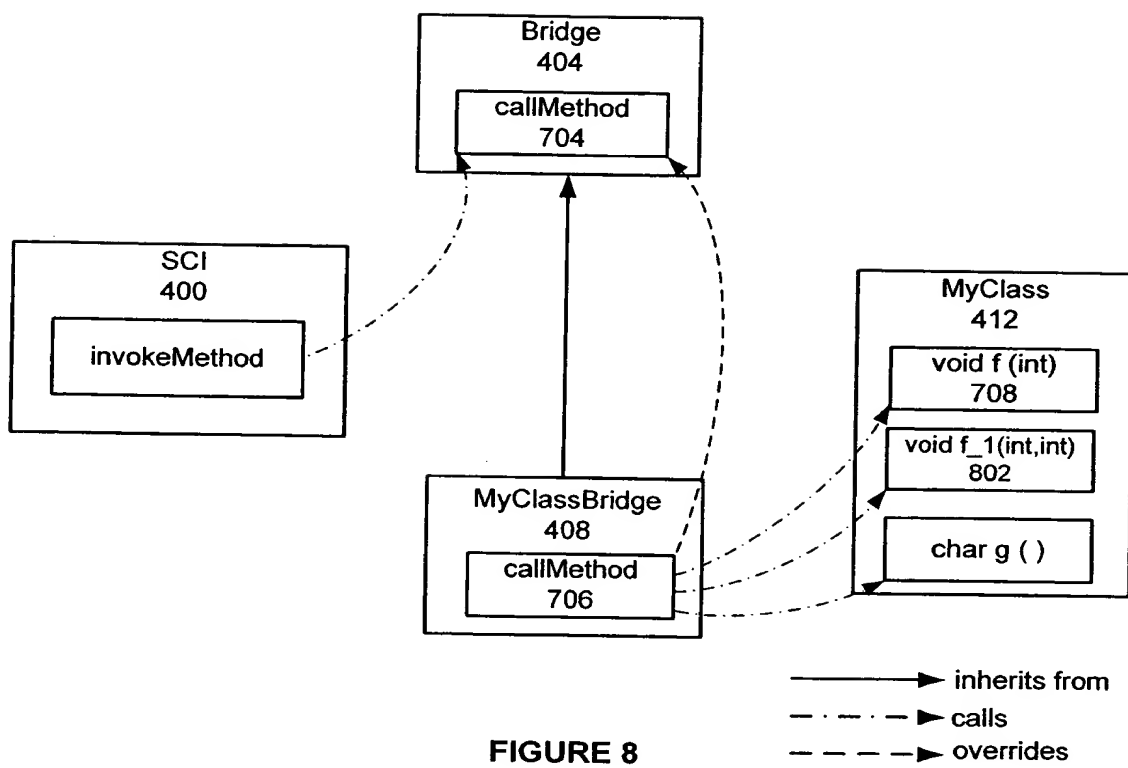 Bridge
404
callMethod
704
SCI
400
invokeMethod
MyClass
412
void f (int)
708
void f_1(int,int)
802
char g ( )
MyClassBridge
408
callMethod
706
inherits from
calls
overrides
FIGURE 8